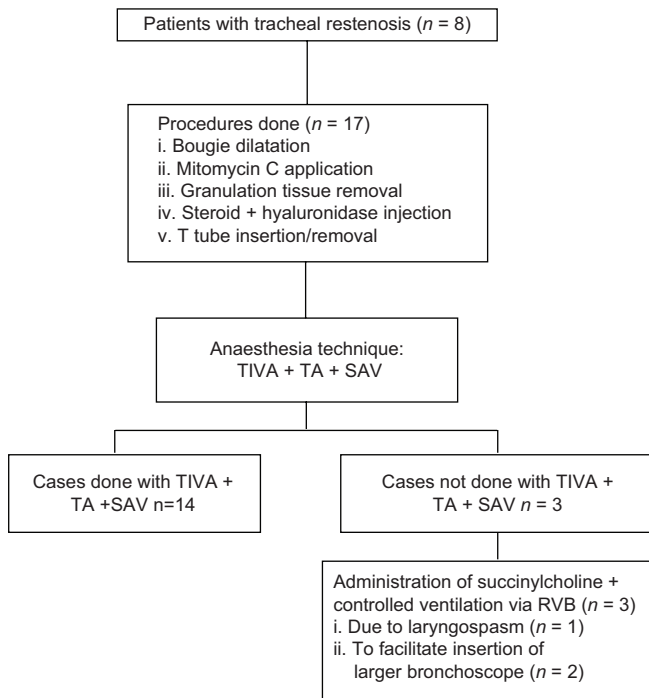 Patients with tracheal restenosis (n = 8)
Procedures done (n = 17)
i. Bougie dilatation
ii. Mitomycin C application
iii. Granulation tissue removal
iv. Steroid + hyaluronidase injection
v. T tube insertion/removal
Anaesthesia technique:
TIVA + TA + SAV
Cases done with TIVA +
TA +SAV n=14
Cases not done with TIVA +
TA + SAV n = 3
Administration of succinylcholine +
controlled ventilation via RVB (n = 3)
i. Due to laryngospasm (n = 1)
ii. To facilitate insertion of
larger bronchoscope (n = 2)